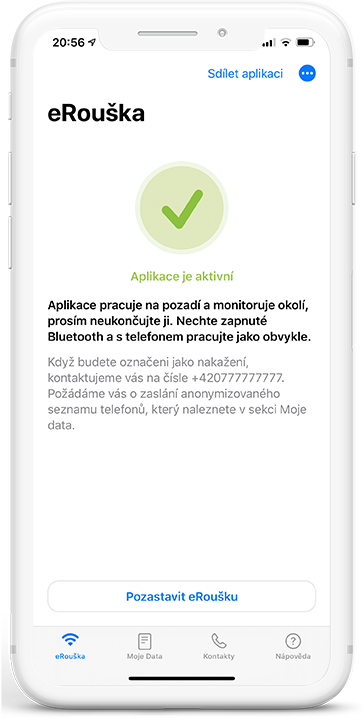 20:56
Sdílet aplikaci
eRouška
Aplikace je aktivní
Aplikace pracuje na pozadí a monitoruje okolí,
prosím neukončujte ji. Nechte zapnuté
Bluetooth a s telefonem pracujte jako obvykle.
Když budete označeni jako nakažení,
kontaktujeme vás na čísle +420777777777.
Požádáme vás o zaslání anonymizovaného
seznamu telefonů, který naleznete v sekci Moje
data.
Pozastavit eRoušku
eRouška Moje Data Kontakty Nápověda